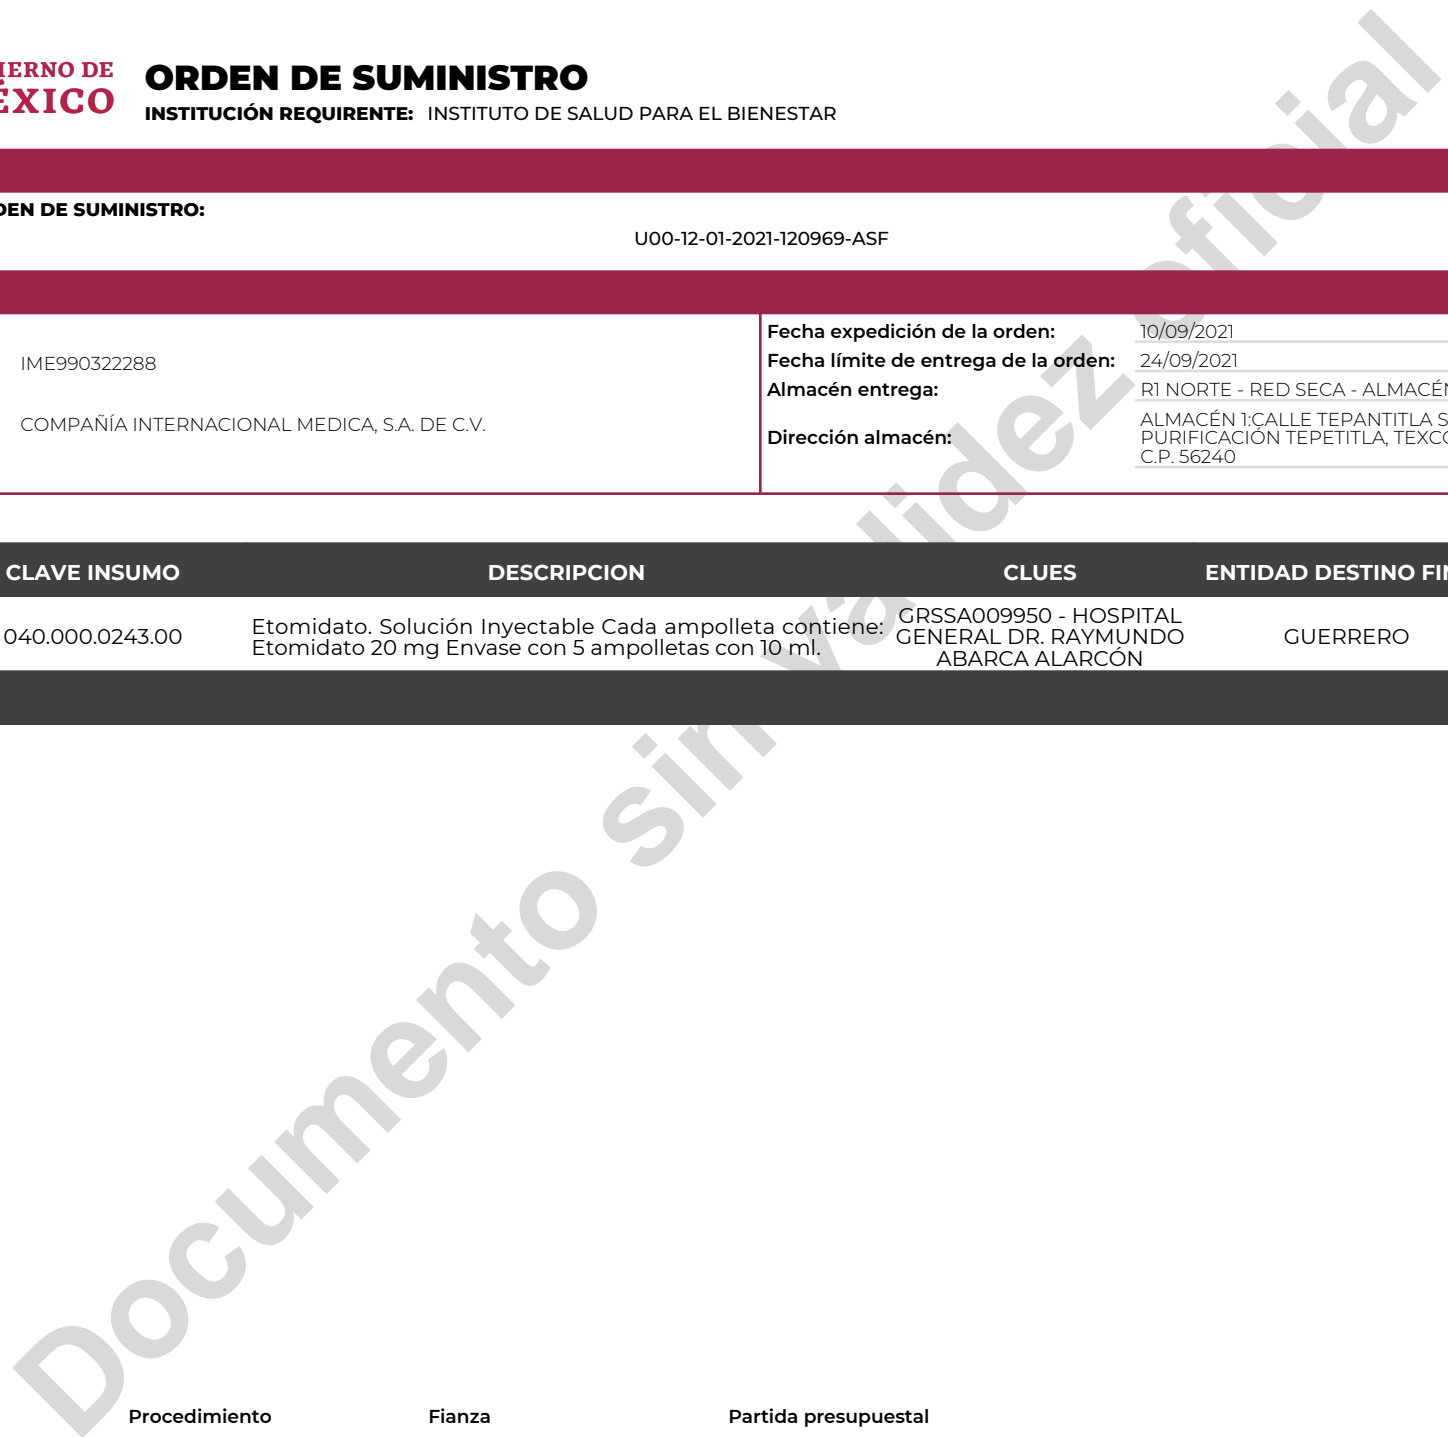 IERNO DE
ÉXICO
ORDEN DE SUMINISTRO
INSTITUCIÓN REQUIRENTE: INSTITUTO DE SALUD PARA EL BIENESTAR
DEN DE SUMINISTRO:
U00-12-01-2021-120969-ASF
IME990322288
COMPAÑÍA INTERNACIONAL MEDICA, S.A. DE C.V.
Fecha expedición de la orden: 10/09/2021
Fecha límite de entrega de la orden: 24/09/2021
Almacén entrega: R1 NORTE - RED SECA - ALMACÉN
Dirección almacén:
ALMACÉN 1:CALLE TEPANTITLA S
PURIFICACIÓN TEPETITLA, TEXCO
C.P. 56240
CLAVE INSUMO DESCRIPCION CLUES ENTIDAD DESTINO FIN
040.000.0243.00
Etomidato. Solución Inyectable Cada ampolleta contiene:
Etomidato 20 mg Envase con 5 ampolletas con 10 ml.
GRSSA009950 - HOSPITAL
GENERAL DR. RAYMUNDO
ABARCA ALARCÓN
GUERRERO
Documento sin validez oficial
Procedimiento Fianza Partida presupuestal